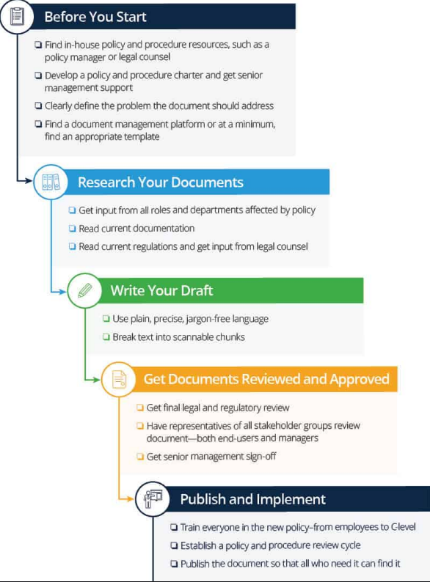 Before You Start
Find in-house policy and procedure resources, such as a
policy manager or legal counsel
Develop a policy and procedure charter and get senior
management support
Clearly define the problem the document should address
Find a document management platform or at a minimum,
find an appropriate template
Research Your Documents
Get input from all roles and departments affected by policy
Read current documentation
Read current regulations and get input from legal counsel
Write Your Draft
Use plain, precise, jargon-free language
Break text into scannable chunks
Get Documents Reviewed and Approved
Get final legal and regulatory review
Have representatives of all stakeholder groups review
document—both end-users and managers
Get senior management sign-off
Publish and Implement
Train everyone in the new policy–from employees to C-level
Establish a policy and procedure review cycle
Publish the document so that all who need it can find it